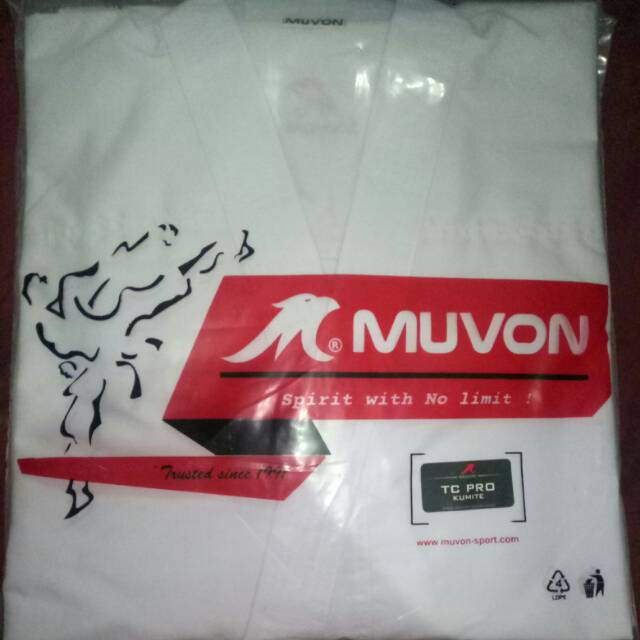 MUVON
MUVON
®
Spirit with No limit !
Trusted since 1991
TC PRO
KUMITE
www.muvon-sport.com
4
LDPE